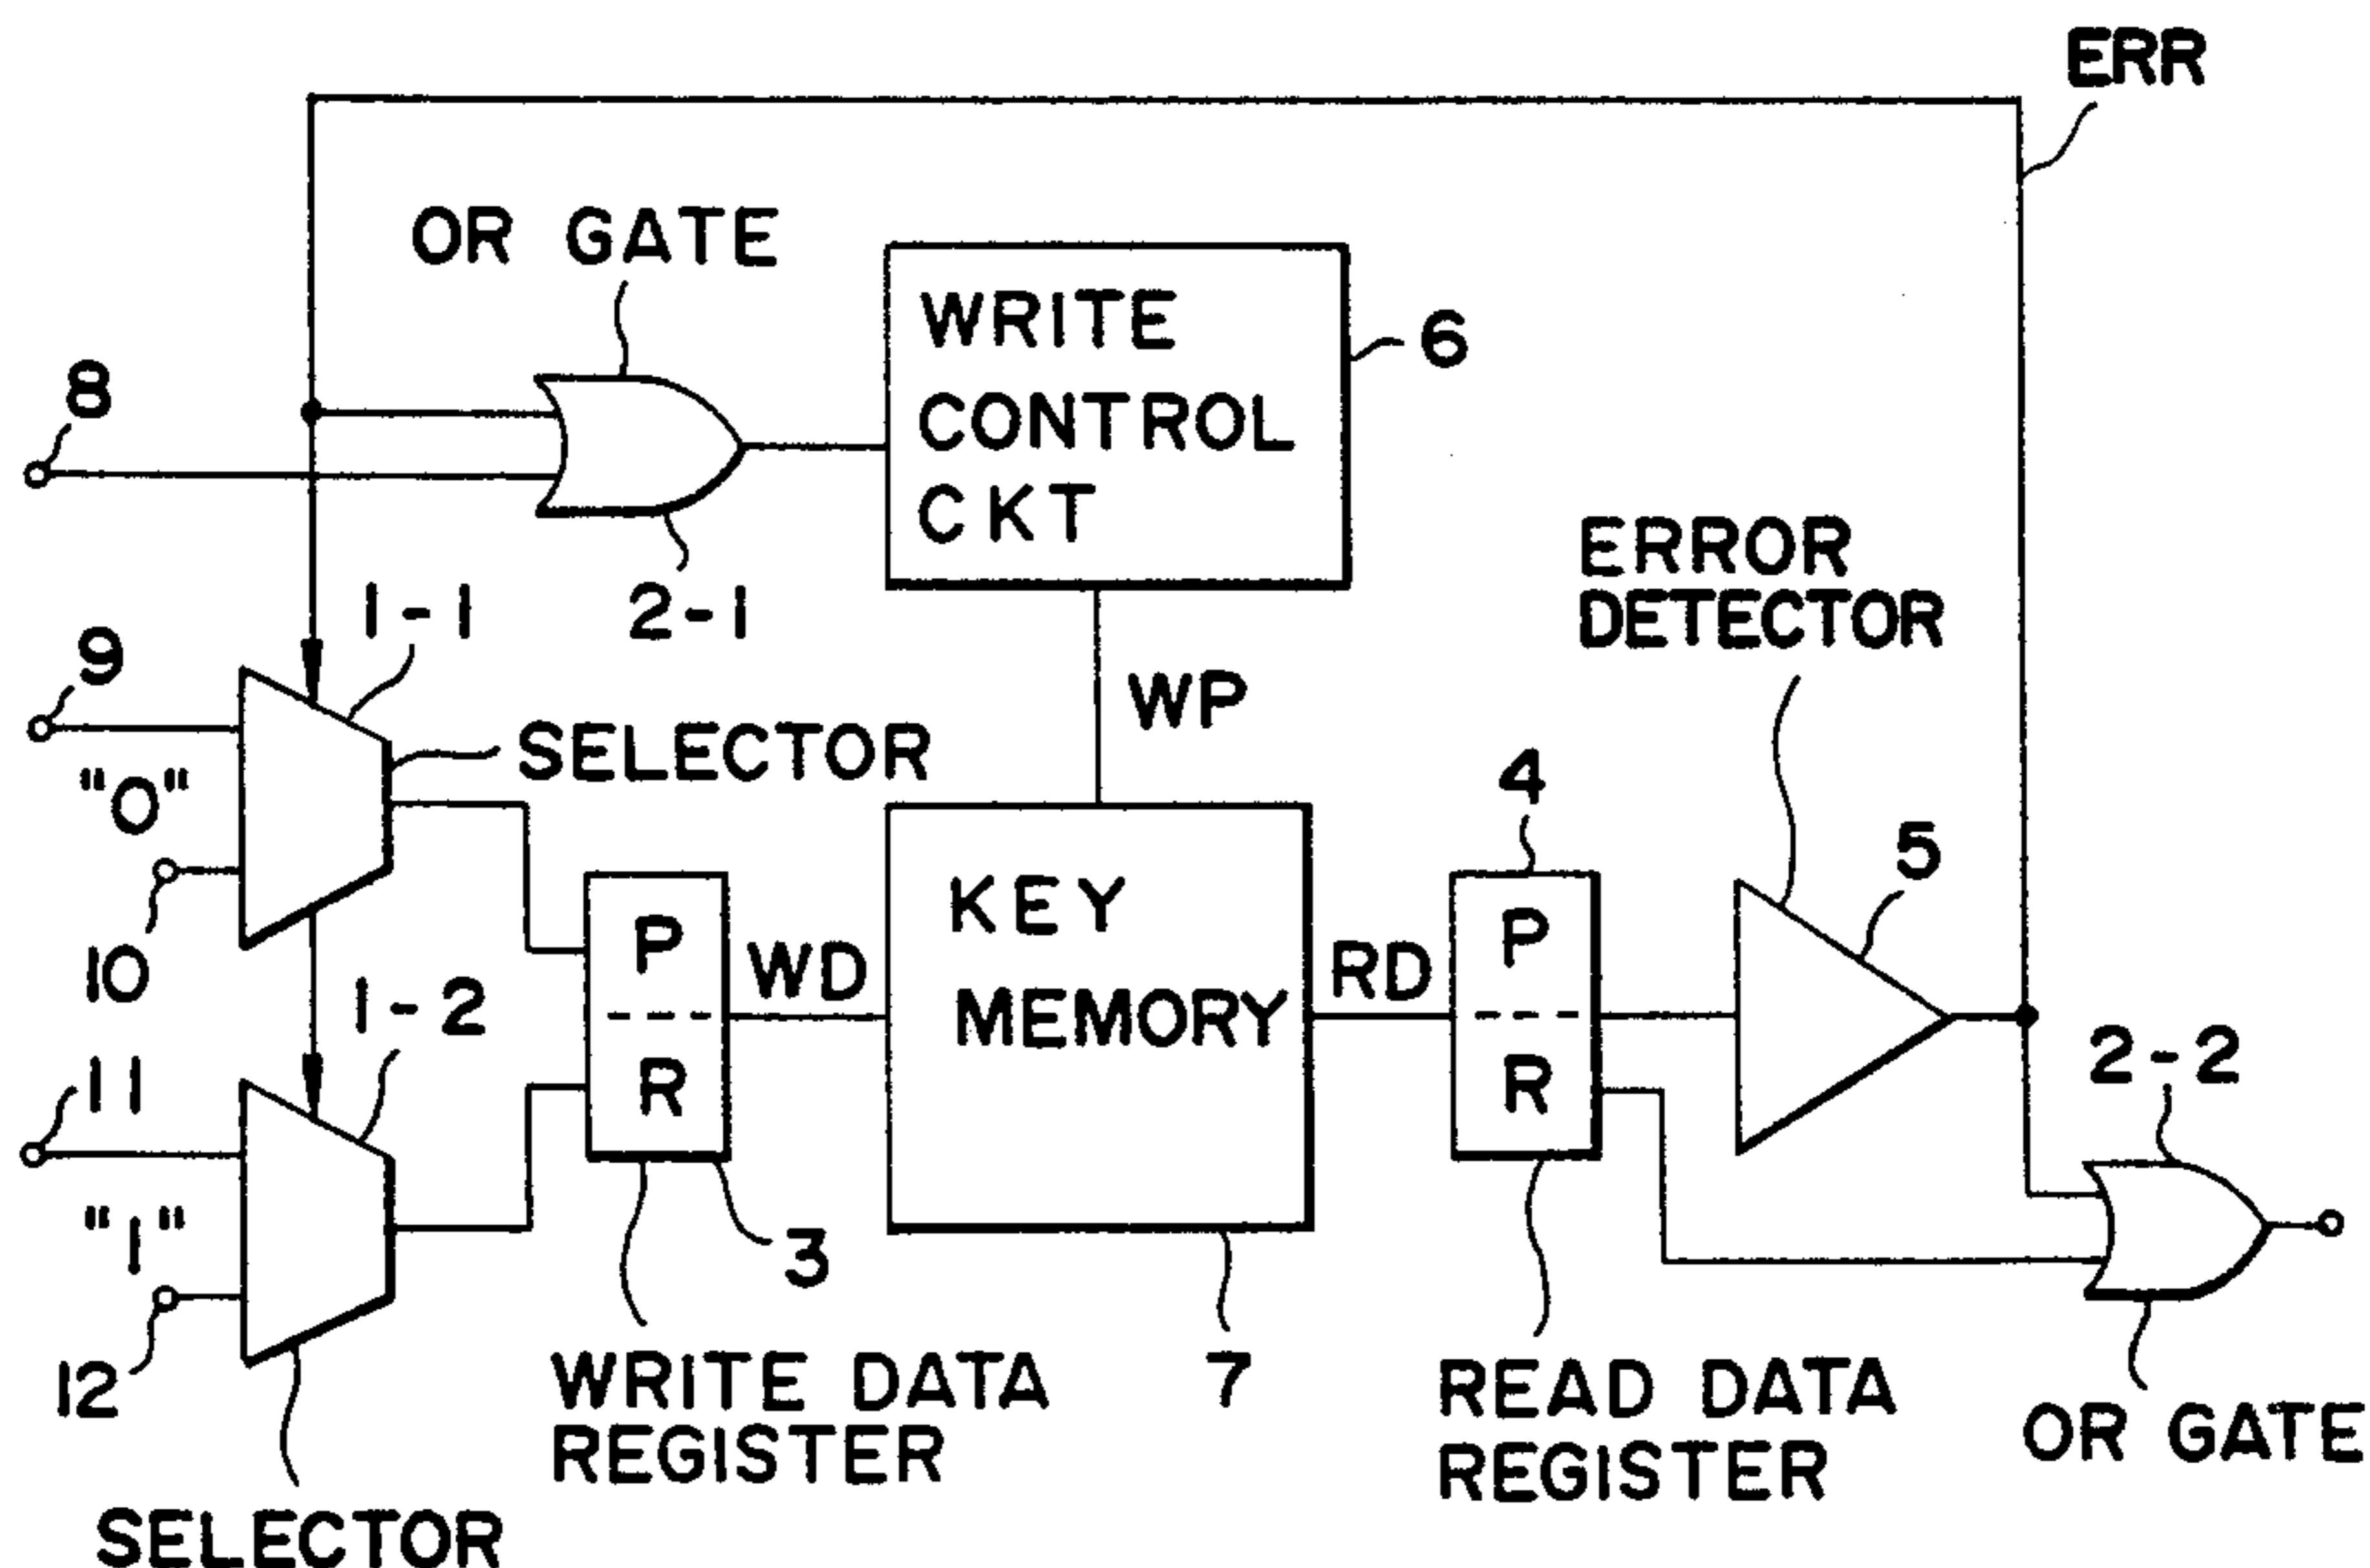 ERR
OR GATE
WRITE
CONTROL
CKT
6
8
2-1
ERROR
DETECTOR
1-1
9
WP
SELECTOR
"0"
4
5
10
P
R
WD
KEY
MEMORY
RD
P
R
1-2
2-2
11
"1"
3
12
WRITE DATA
REGISTER
7
READ DATA
REGISTER
OR GATE
SELECTOR